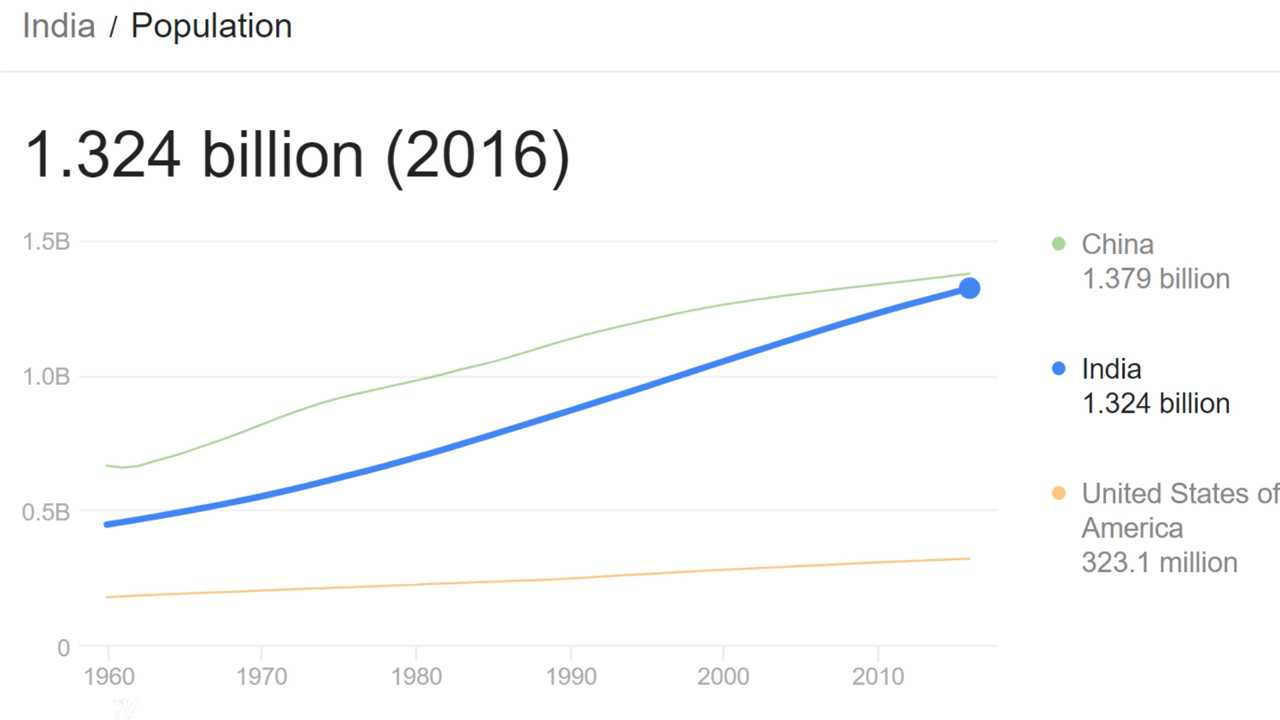 India / Population
1.324 billion (2016)
1.5B
1.0B
0.5B
0
1960 1970 1980 1990 2000 2010
China
1.379 billion
India
1.324 billion
United States of
America
323.1 million